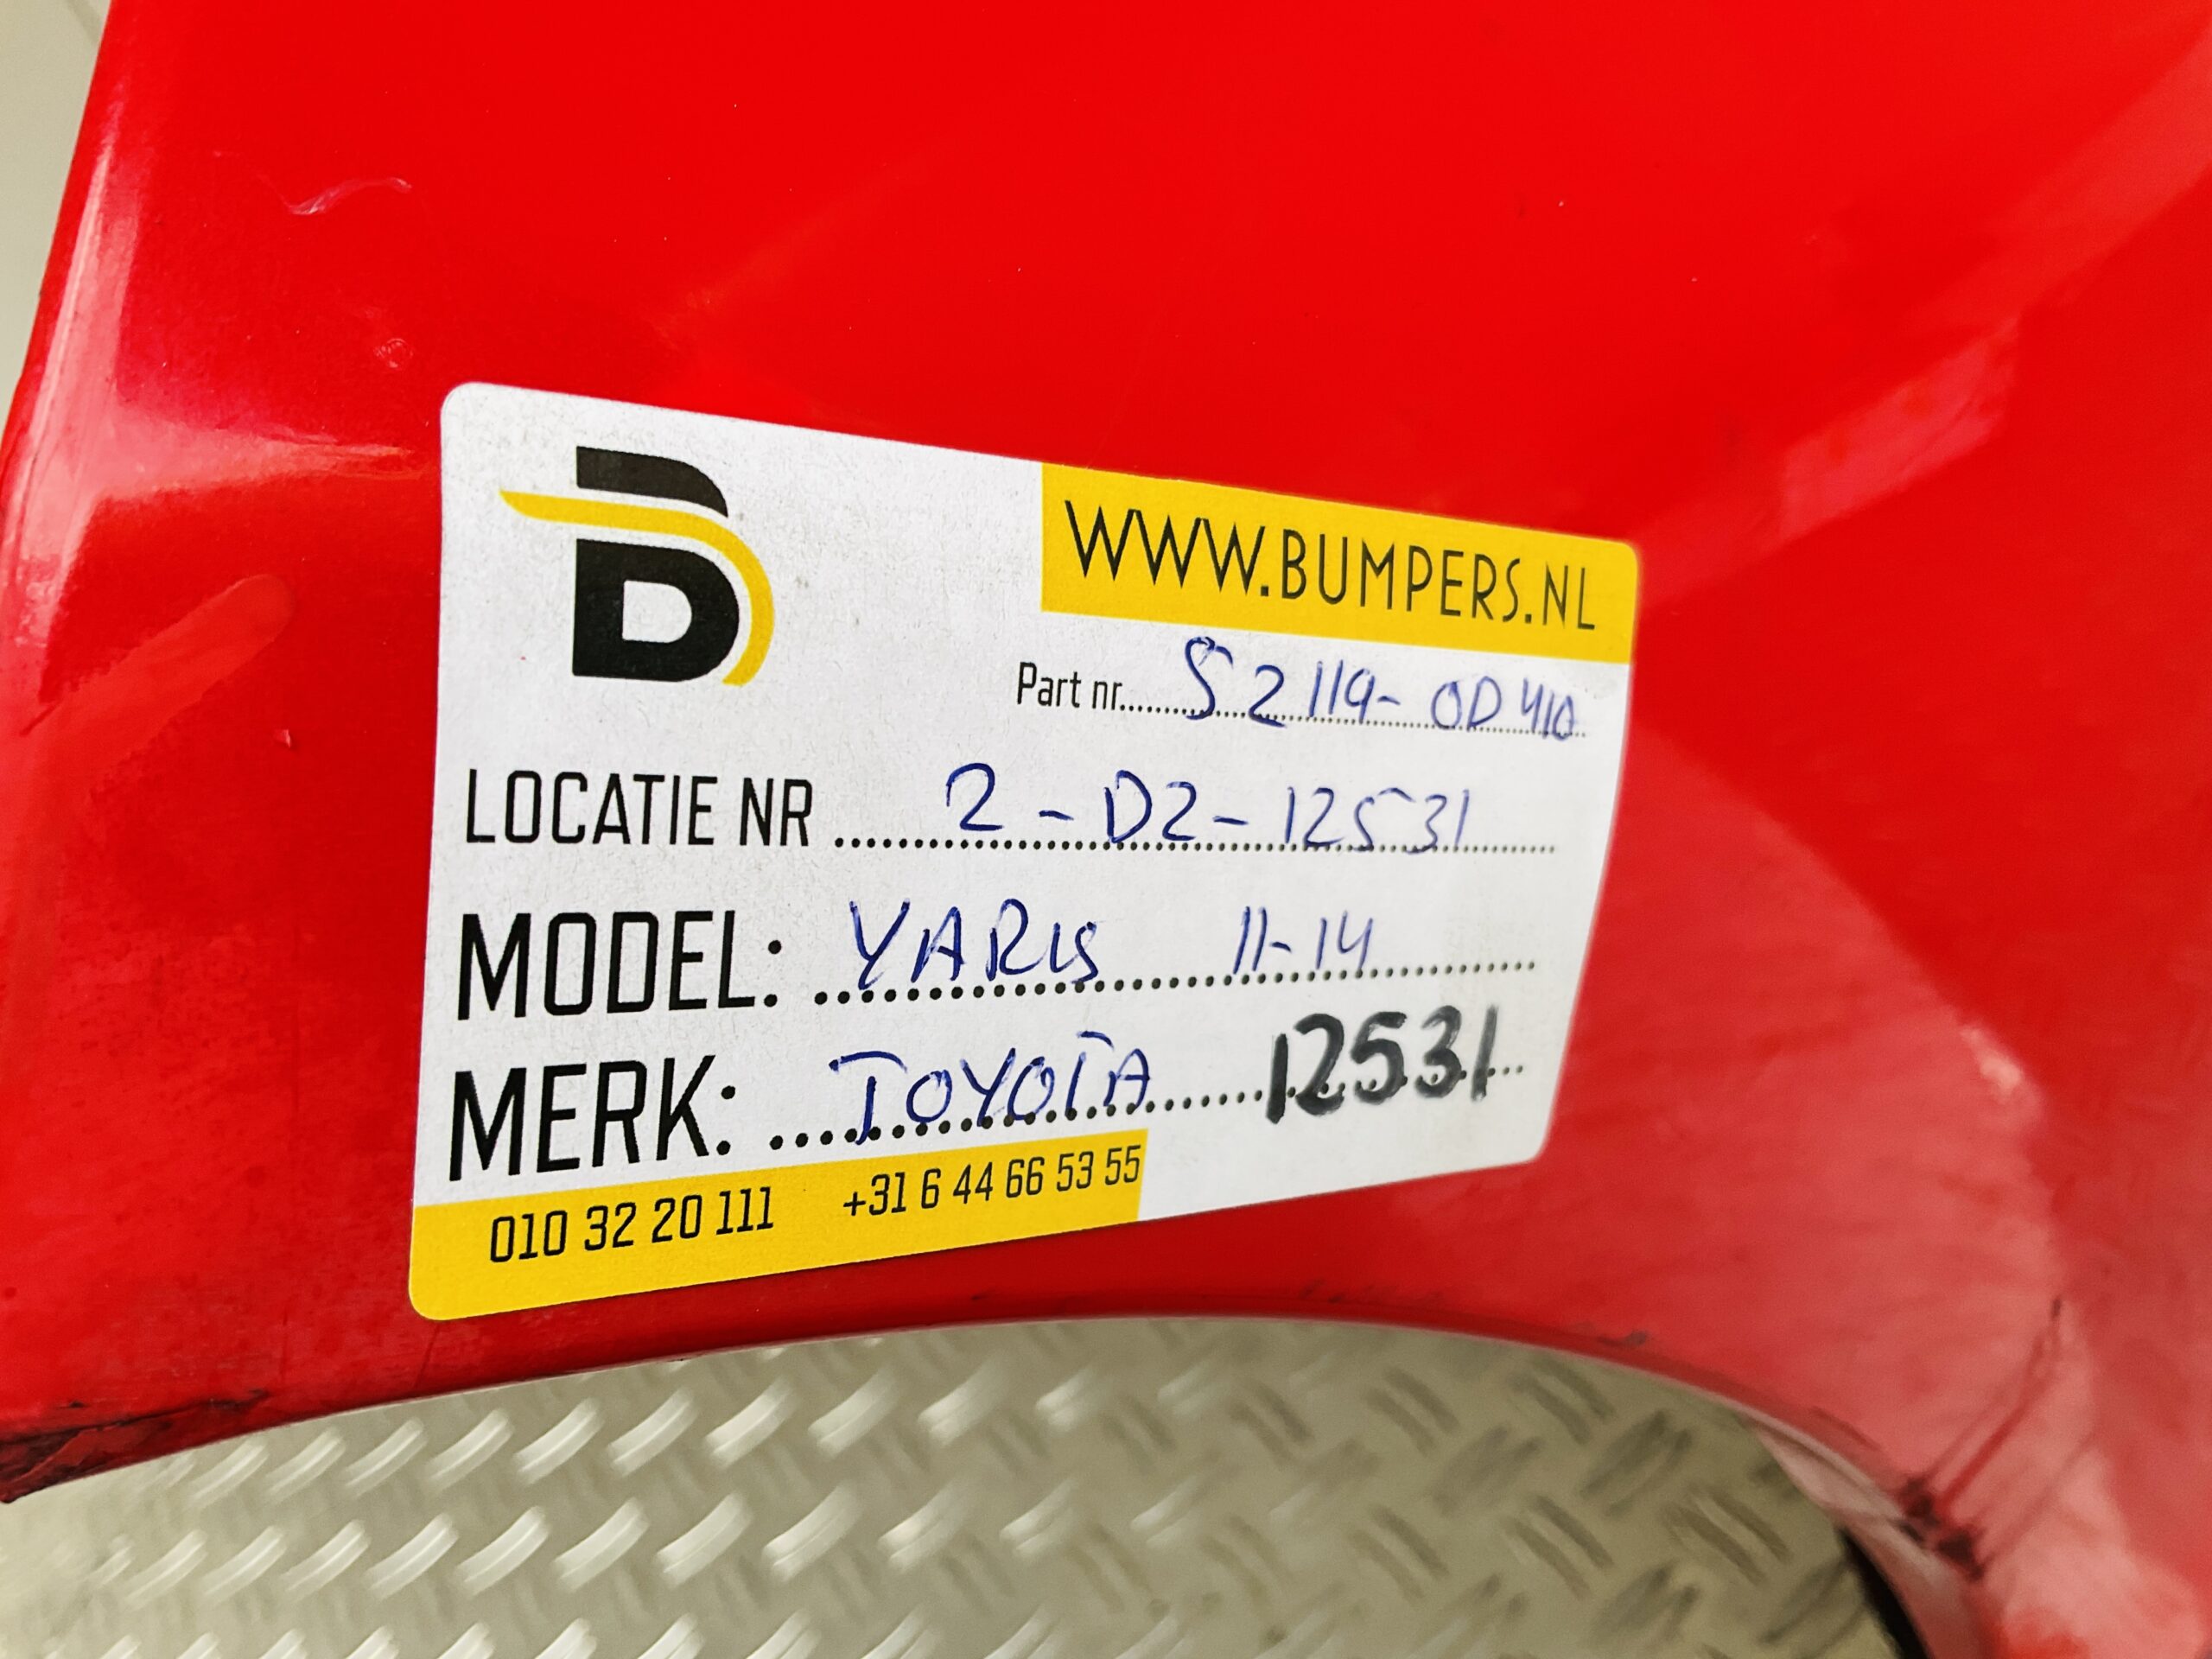 B
WWW.BUMPERS.NL
Part nr. 52119-0D410
LOCATIE NR 2-D2-12531
MODEL: YARIS 11-14
MERK: TOYOTA 12531
010 32 20 111 +31 6 44 66 53 55